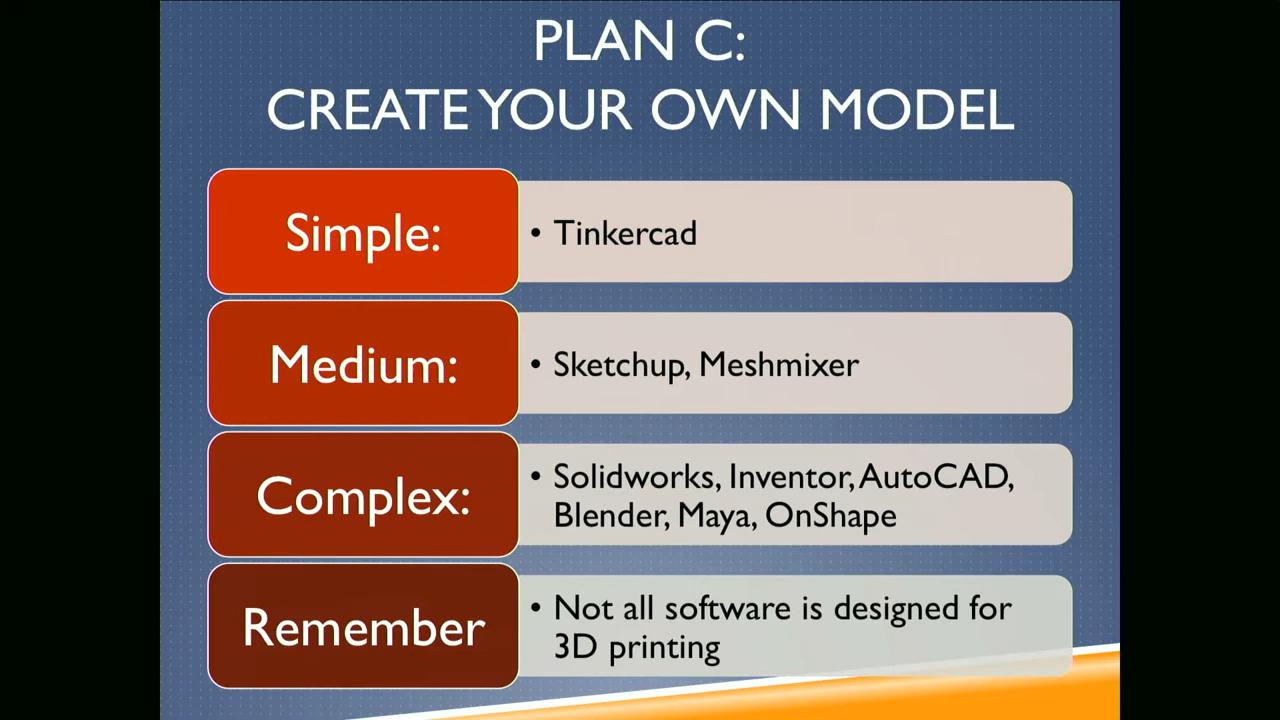 PLAN C:
CREATE YOUR OWN MODEL
Simple:
• Tinkercad
Medium:
• Sketchup, Meshmixer
Complex:
• Solidworks, Inventor, AutoCAD,
Blender, Maya, OnShape
Remember
• Not all software is designed for
3D printing